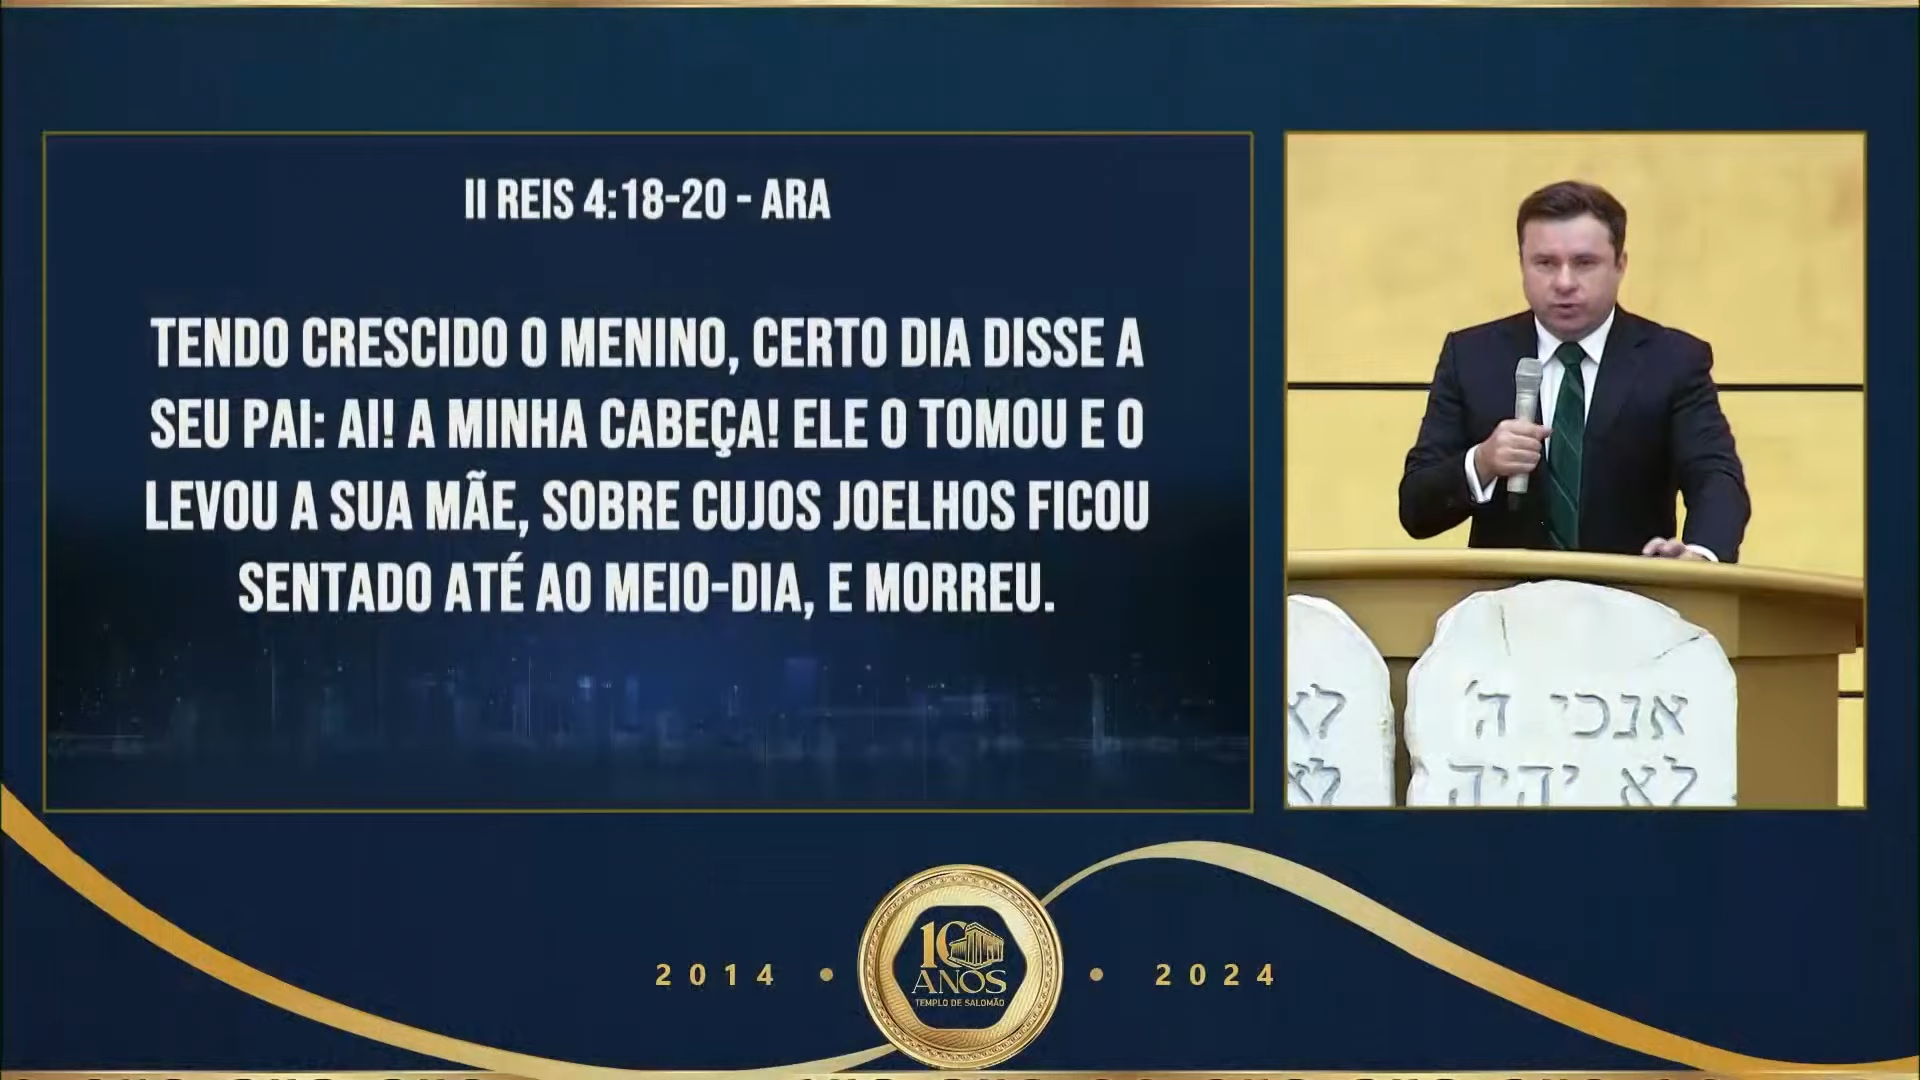 II REIS 4:18-20 - ARA
TENDO CRESCIDO O MENINO, CERTO DIA DISSE A
SEU PAI: AI! A MINHA CABEÇA! ELE O TOMOU E O
LEVOU A SUA MÃE, SOBRE CUJOS JOELHOS FICOU
SENTADO ATÉ AO MEIO-DIA, E MORREU.
אנכי ה'
לא יהיה
לא
לא
2014 • 10 ANOS • 2024
TEMPLO DE SALOMÃO